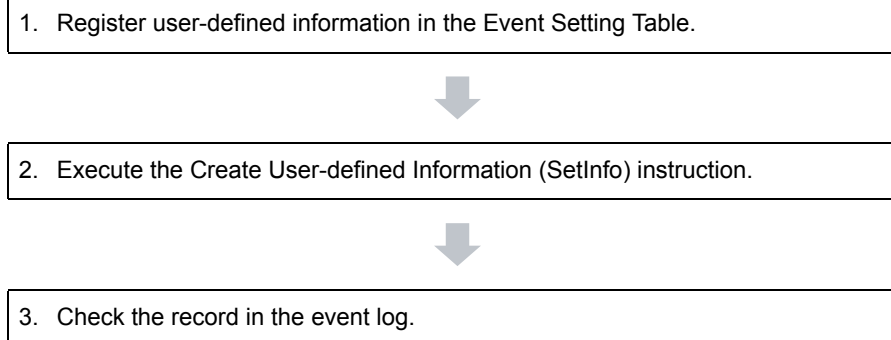 1. Register user-defined information in the Event Setting Table.
2. Execute the Create User-defined Information (SetInfo) instruction.
3. Check the record in the event log.